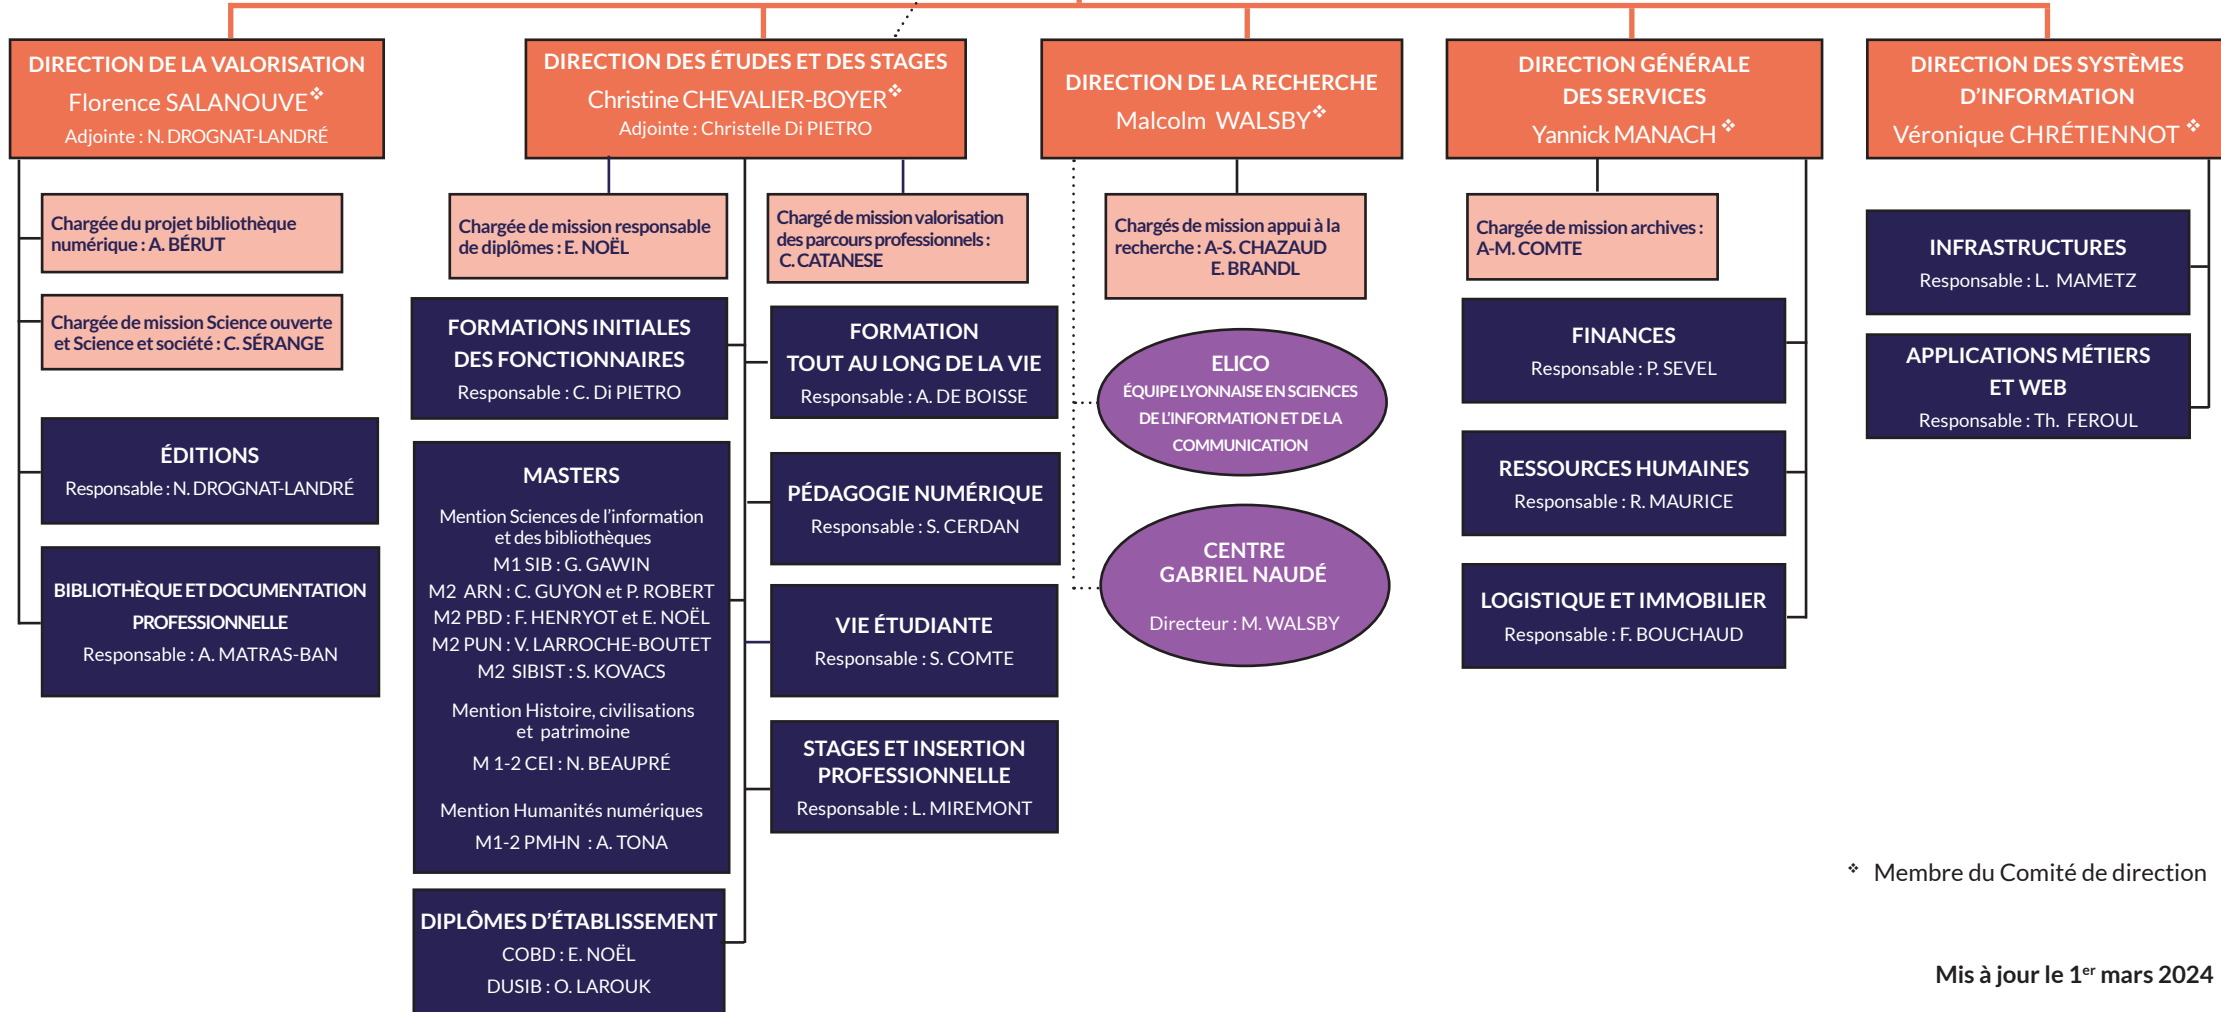 DIRECTION DE LA VALORISATION
Florence SALANOUVE❖
Adjointe : N. DROGNAT-LANDRÉ
Chargée du projet bibliothèque
numérique : A. BÉRUT
Chargée de mission Science ouverte
et Science et société : C. SÉRANGE
ÉDITIONS
Responsable : N. DROGNAT-LANDRÉ
BIBLIOTHÈQUE ET DOCUMENTATION
PROFESSIONNELLE
Responsable : A. MATRAS-BAN
DIRECTION DES ÉTUDES ET DES STAGES
Christine CHEVALIER-BOYER❖
Adjointe : Christelle Di PIETRO
Chargée de mission responsable
de diplômes : E. NOËL
Chargé de mission valorisation
des parcours professionnels :
C. CATANESE
FORMATIONS INITIALES
DES FONCTIONNAIRES
Responsable : C. Di PIETRO
MASTERS
Mention Sciences de l’information
et des bibliothèques
M1 SIB : G. GAWIN
M2 ARN : C. GUYON et P. ROBERT
M2 PBD : F. HENRYOT et E. NOËL
M2 PUN : V. LARROCHE-BOUTET
M2 SIBIST : S. KOVACS
Mention Histoire, civilisations
et patrimoine
M 1-2 CEI : N. BEAUPRÉ
Mention Humanités numériques
M1-2 PMHN : A. TONA
DIPLÔMES D’ÉTABLISSEMENT
COBD : E. NOËL
DUSIB : O. LAROUK
FORMATION
TOUT AU LONG DE LA VIE
Responsable : A. DE BOISSE
PÉDAGOGIE NUMÉRIQUE
Responsable : S. CERDAN
VIE ÉTUDIANTE
Responsable : S. COMTE
STAGES ET INSERTION
PROFESSIONNELLE
Responsable : L. MIREMONT
DIRECTION DE LA RECHERCHE
Malcolm WALSBY❖
Chargés de mission appui à la
recherche : A-S. CHAZAUD
E. BRANDL
ELICO
ÉQUIPE LYONNAISE EN SCIENCES
DE L’INFORMATION ET DE LA
COMMUNICATION
CENTRE
GABRIEL NAUDÉ
Directeur : M. WALSBY
DIRECTION GÉNÉRALE
DES SERVICES
Yannick MANACH ❖
Chargée de mission archives :
A-M. COMTE
FINANCES
Responsable : P. SEVEL
RESSOURCES HUMAINES
Responsable : R. MAURICE
LOGISTIQUE ET IMMOBILIER
Responsable : F. BOUCHAUD
DIRECTION DES SYSTÈMES
D’INFORMATION
Véronique CHRÉTIENNOT ❖
INFRASTRUCTURES
Responsable : L. MAMETZ
APPLICATIONS MÉTIERS
ET WEB
Responsable : Th. FEROUL
❖ Membre du Comité de direction
Mis à jour le 1er mars 2024